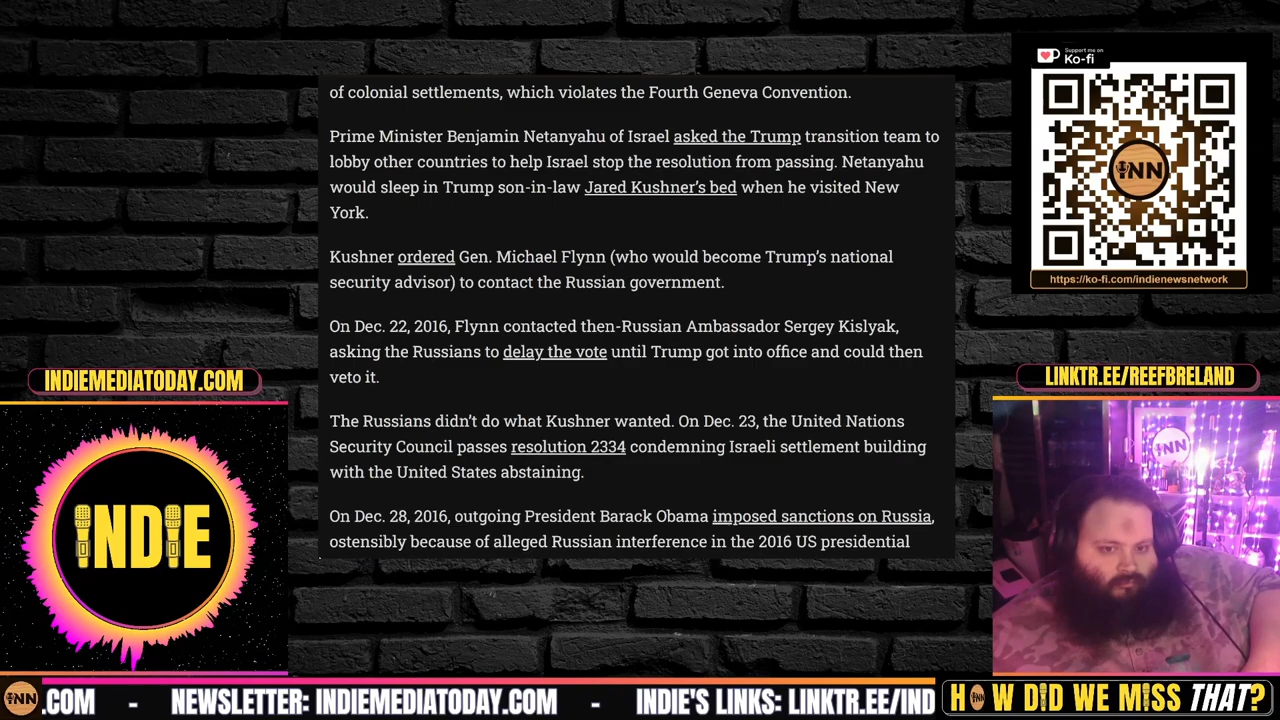 of colonial settlements, which violates the Fourth Geneva Convention.
Prime Minister Benjamin Netanyahu of Israel asked the Trump transition team to
lobby other countries to help Israel stop the resolution from passing. Netanyahu
would sleep in Trump son-in-law Jared Kushner’s bed when he visited New
York.
Kushner ordered Gen. Michael Flynn (who would become Trump’s national
security advisor) to contact the Russian government.
On Dec. 22, 2016, Flynn contacted then-Russian Ambassador Sergey Kislyak,
asking the Russians to delay the vote until Trump got into office and could then
veto it.
The Russians didn’t do what Kushner wanted. On Dec. 23, the United Nations
Security Council passes resolution 2334 condemning Israeli settlement building
with the United States abstaining.
On Dec. 28, 2016, outgoing President Barack Obama imposed sanctions on Russia,
ostensibly because of alleged Russian interference in the 2016 US presidential
Support me on
Ko-fi
iNN
https://ko-fi.com/indienewsnetwork
INDIEMEDIATODAY.COM
LINKTR.EE/REEFBRELAND
iNDiE
iNN
iNN
.COM - NEWSLETTER: INDIEMEDIATODAY.COM - INDIE'S LINKS: LINKTR.EE/IND
HOW DID WE MISS THAT?